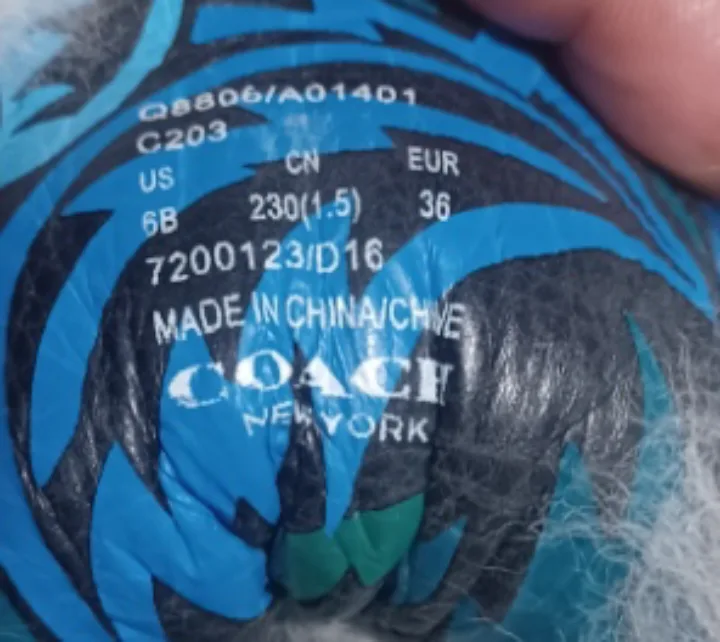 Q8806/A01401
C203
US CN EUR
6B 230(1.5) 36
7200123/D16
MADE IN CHINA/CHINE
COACH
NEW YORK